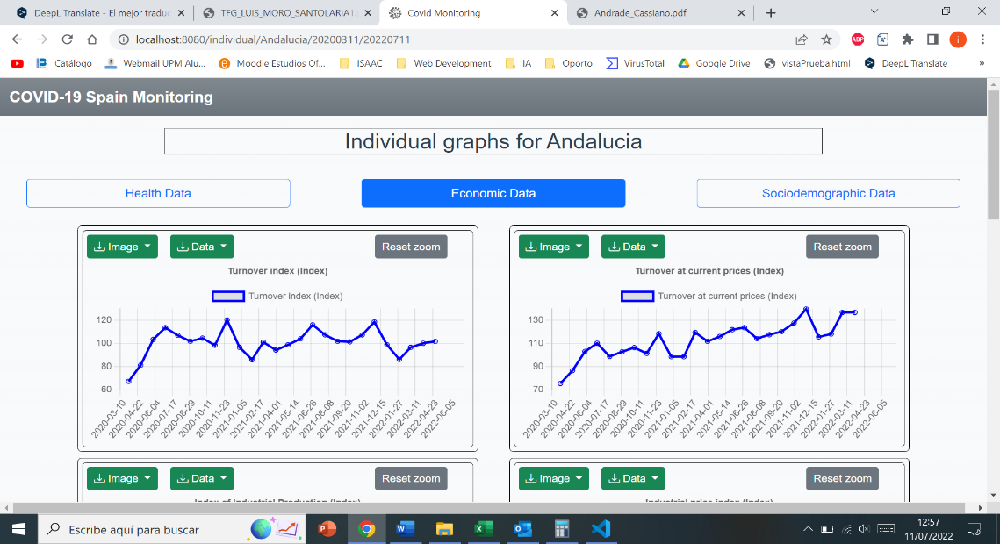 DeepL Translate - El mejor traduc
TFG_LUIS_MORO_SANTOLARIA1.
Covid Monitoring
Andrade_Cassiano.pdf
localhost:8080/individual/Andalucia/20200311/20220711
ABP
i
Catálogo
Webmail UPM Alu...
Moodle Estudios Of...
ISAAC
Web Development
IA
Oporto
VirusTotal
Google Drive
vistaPrueba.html
DeepL Translate
»
COVID-19 Spain Monitoring
Individual graphs for Andalucia
Health Data
Economic Data
Sociodemographic Data
Image
Data
Reset zoom
Turnover index (Index)
Turnover index (Index)
120
100
80
60
2020-03-10
2020-04-22
2020-06-04
2020-07-17
2020-08-29
2020-10-11
2020-11-23
2021-01-05
2021-02-17
2021-04-01
2021-05-14
2021-06-26
2021-08-08
2021-09-20
2021-11-02
2021-12-15
2022-01-27
2022-03-11
2022-04-23
2022-06-05
Image
Data
Reset zoom
Turnover at current prices (Index)
Turnover at current prices (Index)
130
110
90
70
2020-03-10
2020-04-22
2020-06-04
2020-07-17
2020-08-29
2020-10-11
2020-11-23
2021-01-05
2021-02-17
2021-04-01
2021-05-14
2021-06-26
2021-08-08
2021-09-20
2021-11-02
2021-12-15
2022-01-27
2022-03-11
2022-04-23
2022-06-05
Image
Data
Reset zoom
Index of Industrial Production (Index)
Image
Data
Reset zoom
Industrial price index (Index)
Escribe aquí para buscar
12:57
11/07/2022